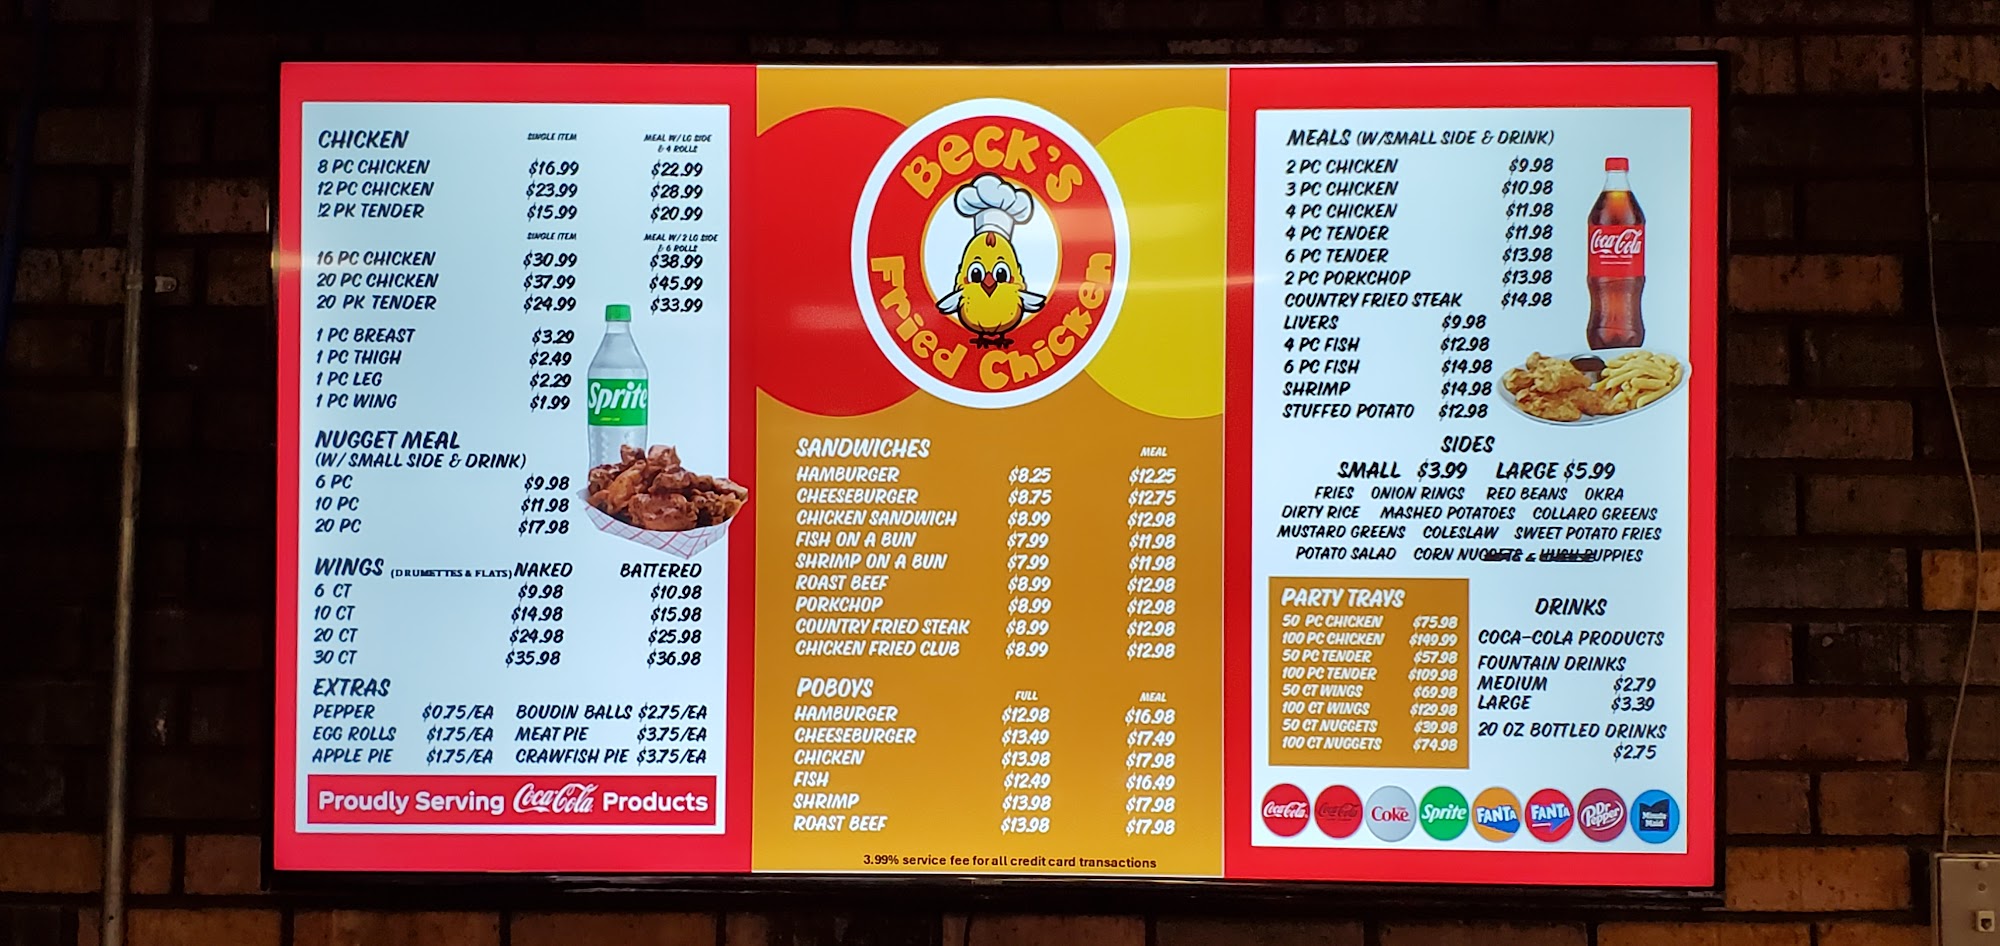 CHICKEN SINGLE ITEM MEAL W/ LG SIDE & 4 ROLLS
8 PC CHICKEN $16.99 $22.99
12 PC CHICKEN $23.99 $28.99
12 PK TENDER $15.99 $20.99
SINGLE ITEM MEAL W/ 2 LG SIDE & 6 ROLLS
16 PC CHICKEN $30.99 $38.99
20 PC CHICKEN $37.99 $45.99
20 PK TENDER $24.99 $33.99
1 PC BREAST $3.29
1 PC THIGH $2.49
1 PC LEG $2.29
1 PC WING $1.99
Sprite
NUGGET MEAL
(W/ SMALL SIDE & DRINK)
6 PC $9.98
10 PC $11.98
20 PC $17.98
WINGS (DRUMETTES & FLATS) NAKED BATTERED
6 CT $9.98 $10.98
10 CT $14.98 $15.98
20 CT $24.98 $25.98
30 CT $35.98 $36.98
EXTRAS
PEPPER $0.75/EA BOUDIN BALLS $2.75/EA
EGG ROLLS $1.75/EA MEAT PIE $3.75/EA
APPLE PIE $1.75/EA CRAWFISH PIE $3.75/EA
Proudly Serving Coca-Cola Products
Beck's
Fried Chicken
SANDWICHES MEAL
HAMBURGER $8.25 $12.25
CHEESEBURGER $8.75 $12.75
CHICKEN SANDWICH $8.99 $12.98
FISH ON A BUN $7.99 $11.98
SHRIMP ON A BUN $7.99 $11.98
ROAST BEEF $8.99 $12.98
PORKCHOP $8.99 $12.98
COUNTRY FRIED STEAK $8.99 $12.98
CHICKEN FRIED CLUB $8.99 $12.98
POBOYS FULL MEAL
HAMBURGER $12.98 $16.98
CHEESEBURGER $13.49 $17.49
CHICKEN $13.98 $17.98
FISH $12.49 $16.49
SHRIMP $13.98 $17.98
ROAST BEEF $13.98 $17.98
3.99% service fee for all credit card transactions
MEALS (W/SMALL SIDE & DRINK)
2 PC CHICKEN $9.98
3 PC CHICKEN $10.98
4 PC CHICKEN $11.98
4 PC TENDER $11.98
6 PC TENDER $13.98
2 PC PORKCHOP $13.98
COUNTRY FRIED STEAK $14.98
LIVERS $9.98
4 PC FISH $12.98
6 PC FISH $14.98
SHRIMP $14.98
STUFFED POTATO $12.98
Coca-Cola
SIDES
SMALL $3.99 LARGE $5.99
FRIES ONION RINGS RED BEANS OKRA
DIRTY RICE MASHED POTATOES COLLARD GREENS
MUSTARD GREENS COLESLAW SWEET POTATO FRIES
POTATO SALAD CORN NUGGETS & HUSH PUPPIES
PARTY TRAYS
50 PC CHICKEN $75.98
100 PC CHICKEN $149.99
50 PC TENDER $57.98
100 PC TENDER $109.98
50 CT WINGS $69.98
100 CT WINGS $129.98
50 CT NUGGETS $39.98
100 CT NUGGETS $74.98
DRINKS
COCA-COLA PRODUCTS
FOUNTAIN DRINKS
MEDIUM $2.79
LARGE $3.39
20 OZ BOTTLED DRINKS
$2.75
Coca-Cola Coca-Cola Coke Sprite FANTA FANTA Dr Pepper Minute Maid